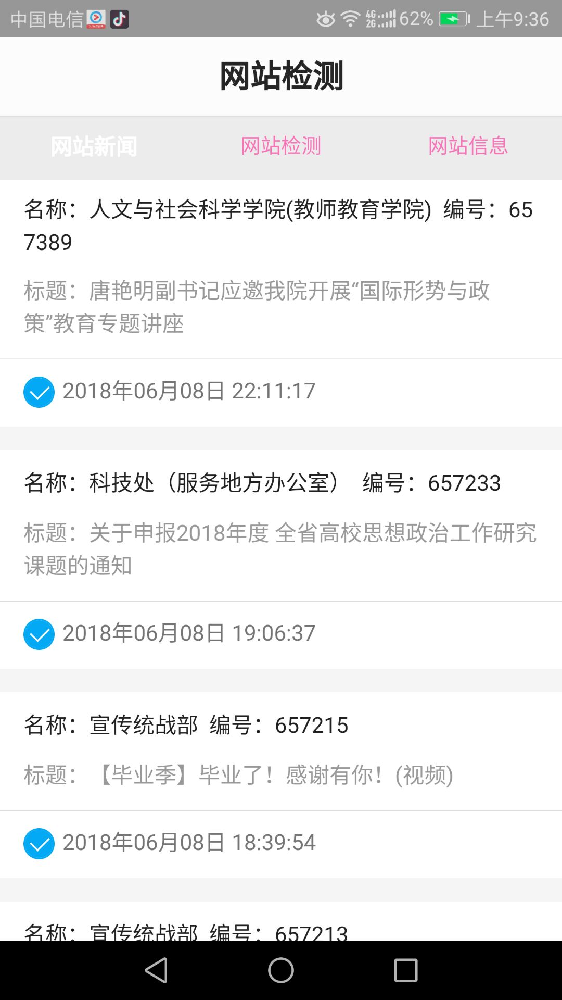 中国电信 4G 2G 62% 上午9:36
网站检测
网站新闻 网站检测 网站信息
名称：人文与社会科学学院(教师教育学院) 编号：65
7389
标题：唐艳明副书记应邀我院开展“国际形势与政
策”教育专题讲座
2018年06月08日 22:11:17
名称：科技处（服务地方办公室） 编号：657233
标题：关于申报2018年度 全省高校思想政治工作研究
课题的通知
2018年06月08日 19:06:37
名称：宣传统战部 编号：657215
标题：【毕业季】毕业了！感谢有你！(视频)
2018年06月08日 18:39:54
名称：宣传统战部 编号：657213